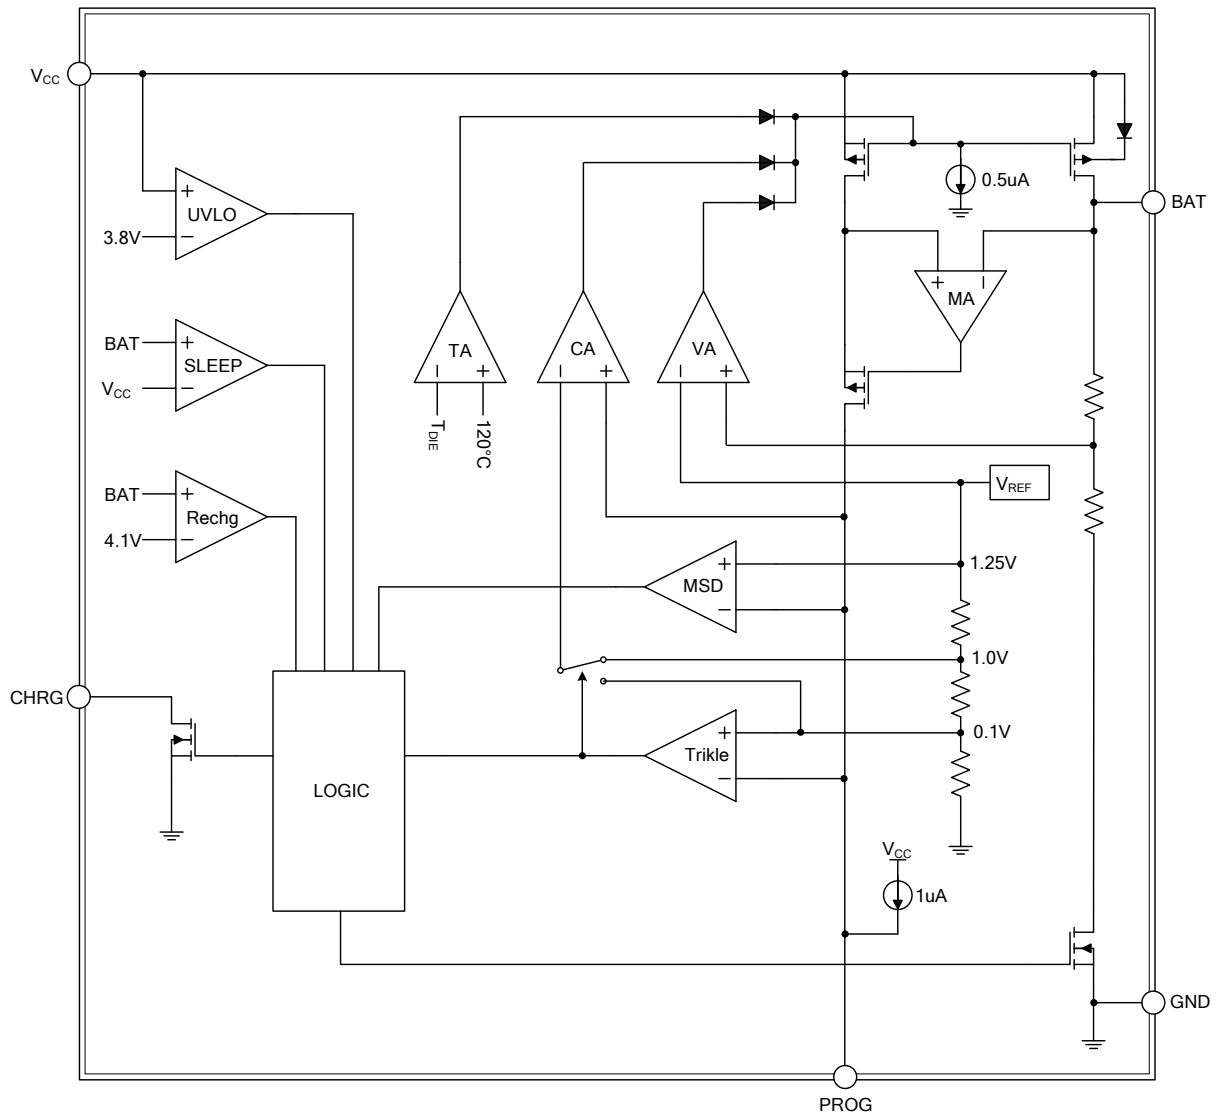 VCC
0.5uA
BAT
+
UVLO
3.8V
−
+
−
MA
BAT
+
SLEEP
VCC
−
TA
CA
VA
−
+
−
+
−
+
TDIE
120°C
VREF
BAT
+
Rechg
4.1V
−
1.25V
+
MSD
−
1.0V
CHRG
0.1V
+
Trikle
−
LOGIC
VCC
1uA
GND
PROG